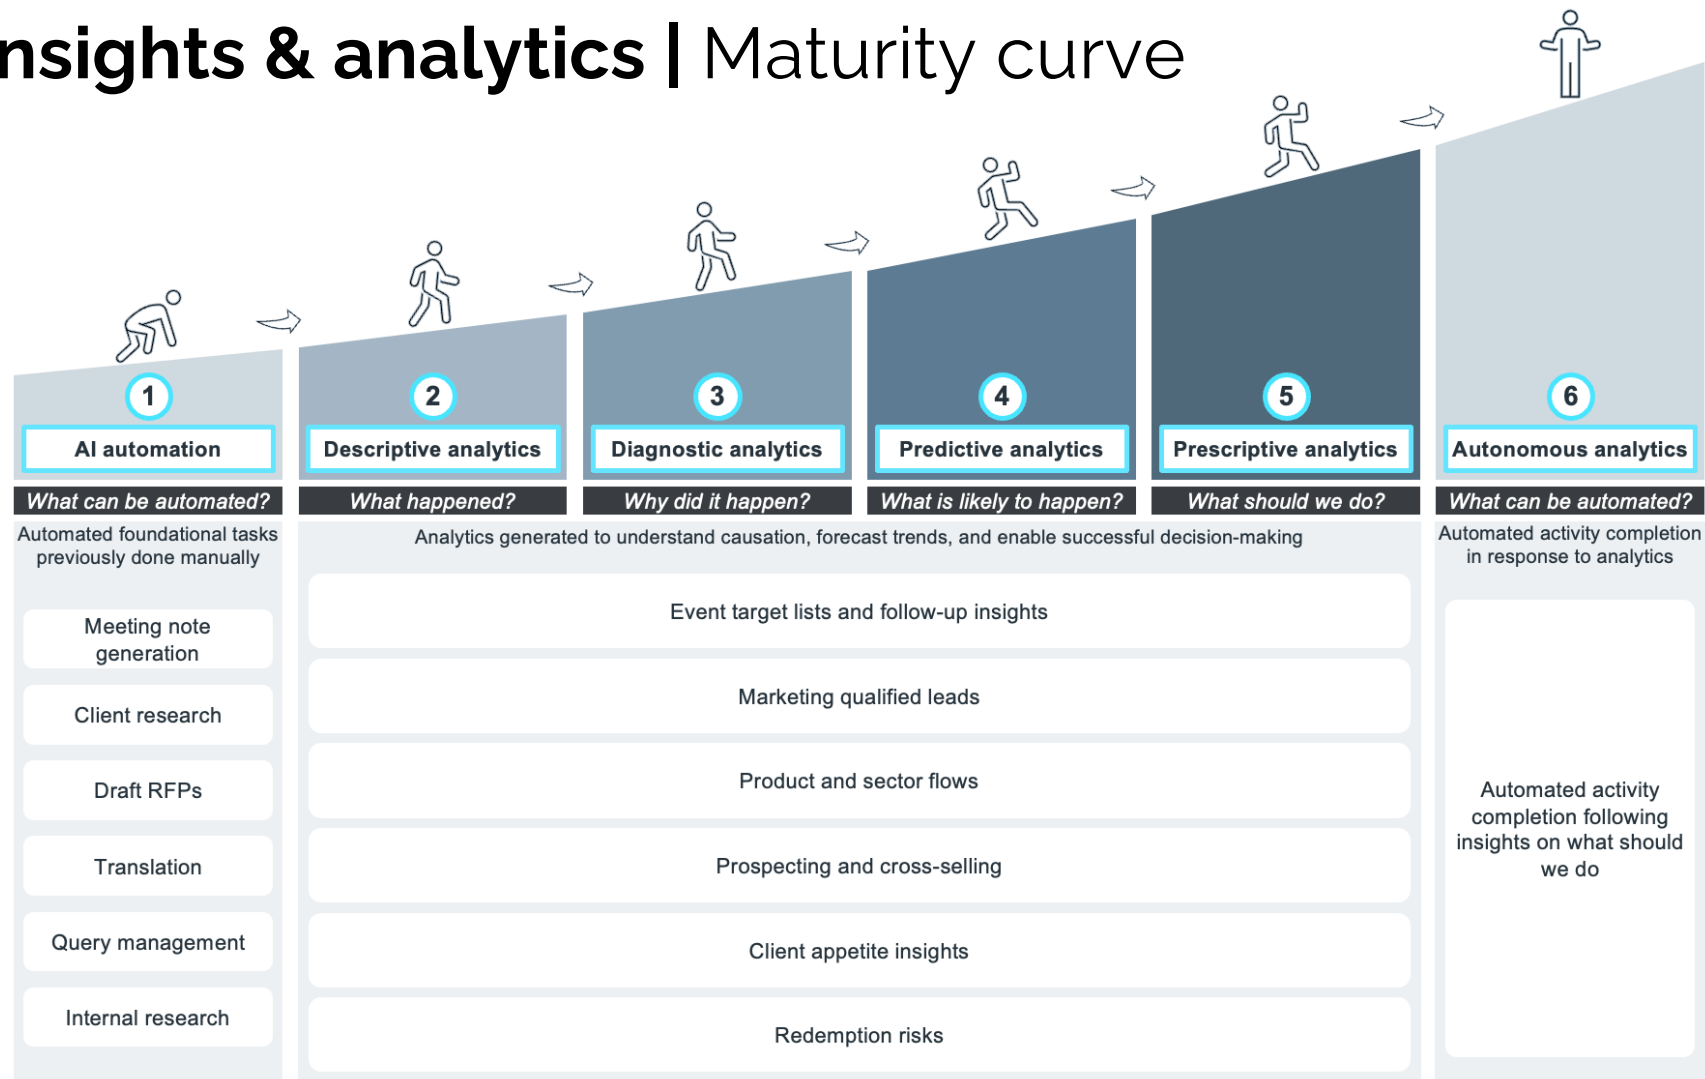 nsights & analytics | Maturity curve
1
AI automation
What can be automated?
Automated foundational tasks
previously done manually
Meeting note
generation
Client research
Draft RFPs
Translation
Query management
Internal research
2
Descriptive analytics
What happened?
3
Diagnostic analytics
Why did it happen?
4
Predictive analytics
What is likely to happen?
5
Prescriptive analytics
What should we do?
Analytics generated to understand causation, forecast trends, and enable successful decision-making
Event target lists and follow-up insights
Marketing qualified leads
Product and sector flows
Prospecting and cross-selling
Client appetite insights
Redemption risks
6
Autonomous analytics
What can be automated?
Automated activity completion
in response to analytics
Automated activity
completion following
insights on what should
we do